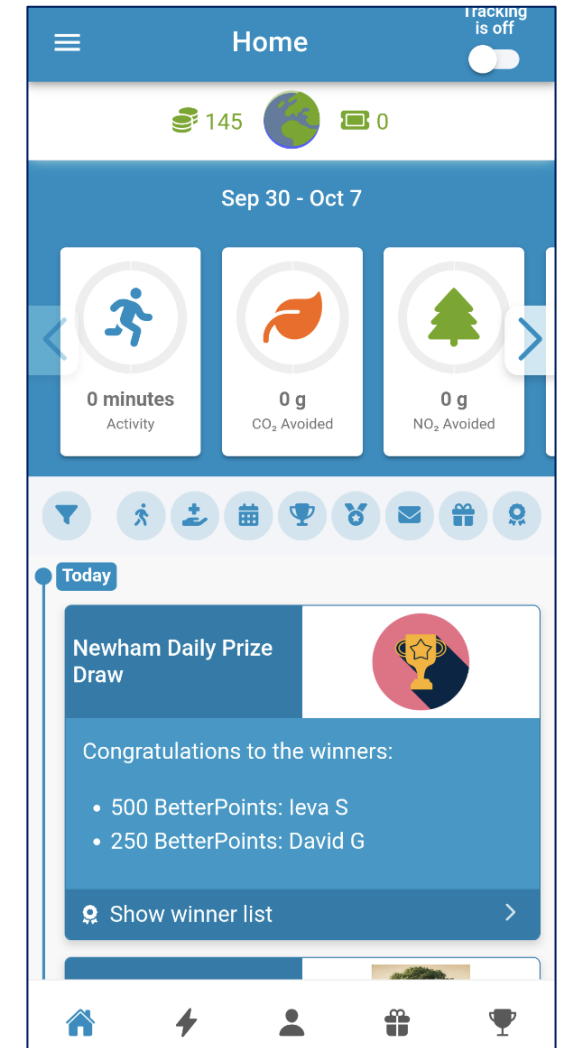 Tracking
is off
Home
145
0
Sep 30 - Oct 7
0 minutes
Activity
0 g
CO₂ Avoided
0 g
NO₂ Avoided
Today
Newham Daily Prize
Draw
Congratulations to the winners:
• 500 BetterPoints: Ieva S
• 250 BetterPoints: David G
Show winner list